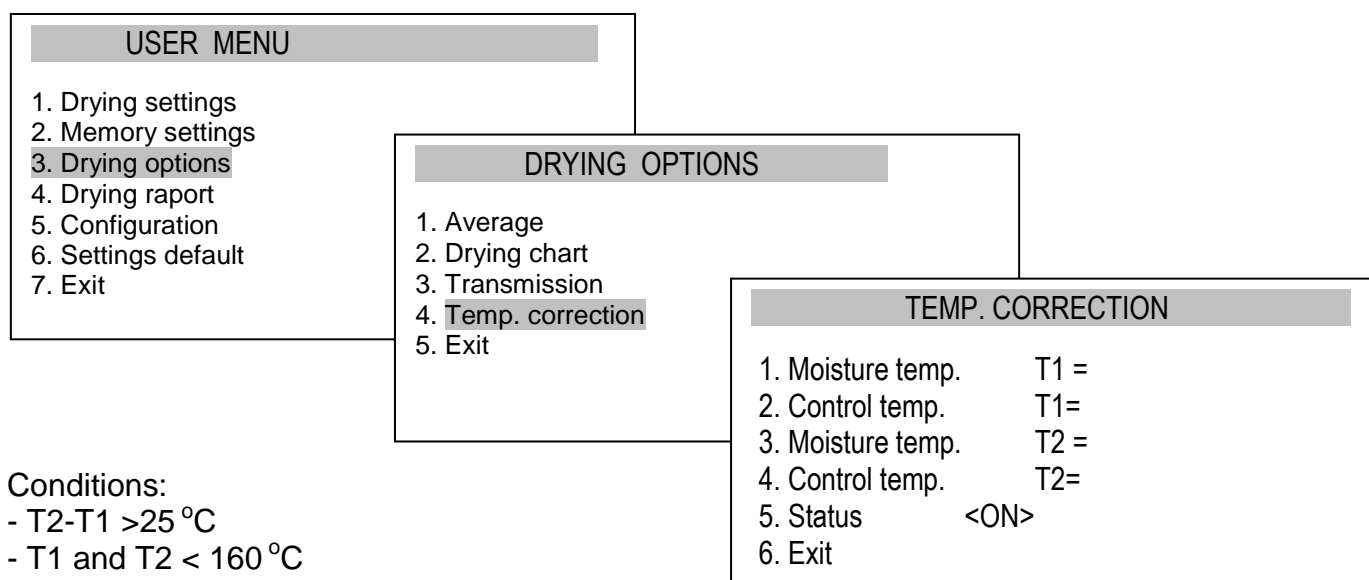 USER MENU
1. Drying settings
2. Memory settings
3. Drying options
4. Drying raport
5. Configuration
6. Settings default
7. Exit
DRYING OPTIONS
1. Average
2. Drying chart
3. Transmission
4. Temp. correction
5. Exit
TEMP. CORRECTION
1. Moisture temp. T1 =
2. Control temp. T1=
3. Moisture temp. T2 =
4. Control temp. T2=
5. Status <ON>
6. Exit
Conditions:
- T2-T1 >25 °C
- T1 and T2 < 160 °C